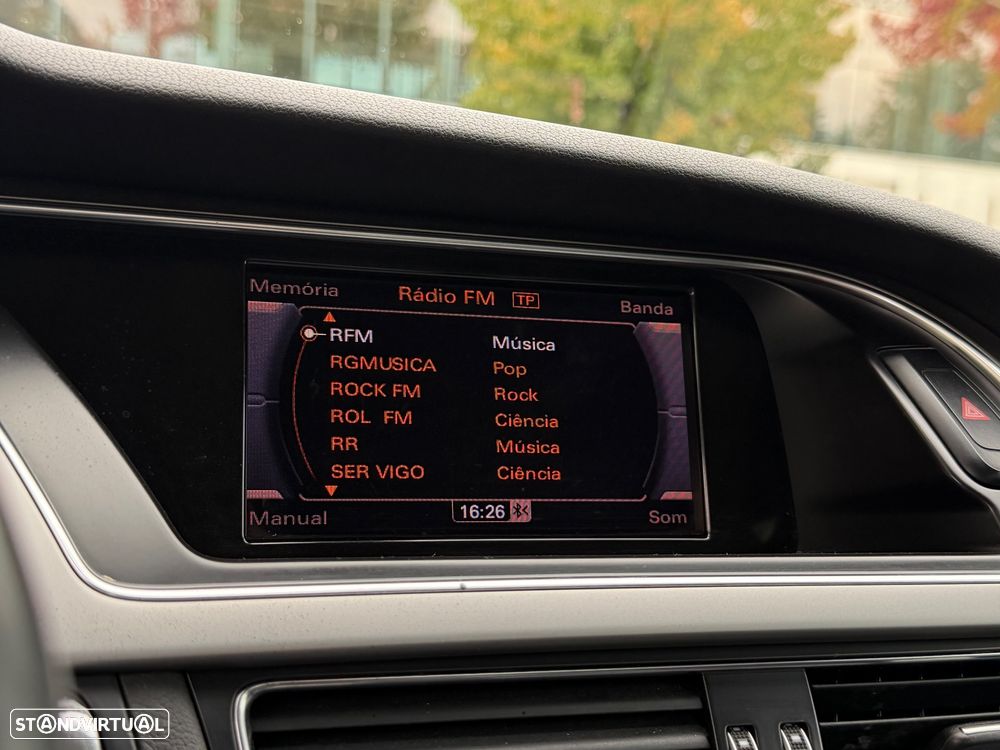 Memória Rádio FM TP Banda
RFM Música
RGMUSICA Pop
ROCK FM Rock
ROL FM Ciência
RR Música
SER VIGO Ciência
Manual 16:26 Som
STANDVIRTUAL